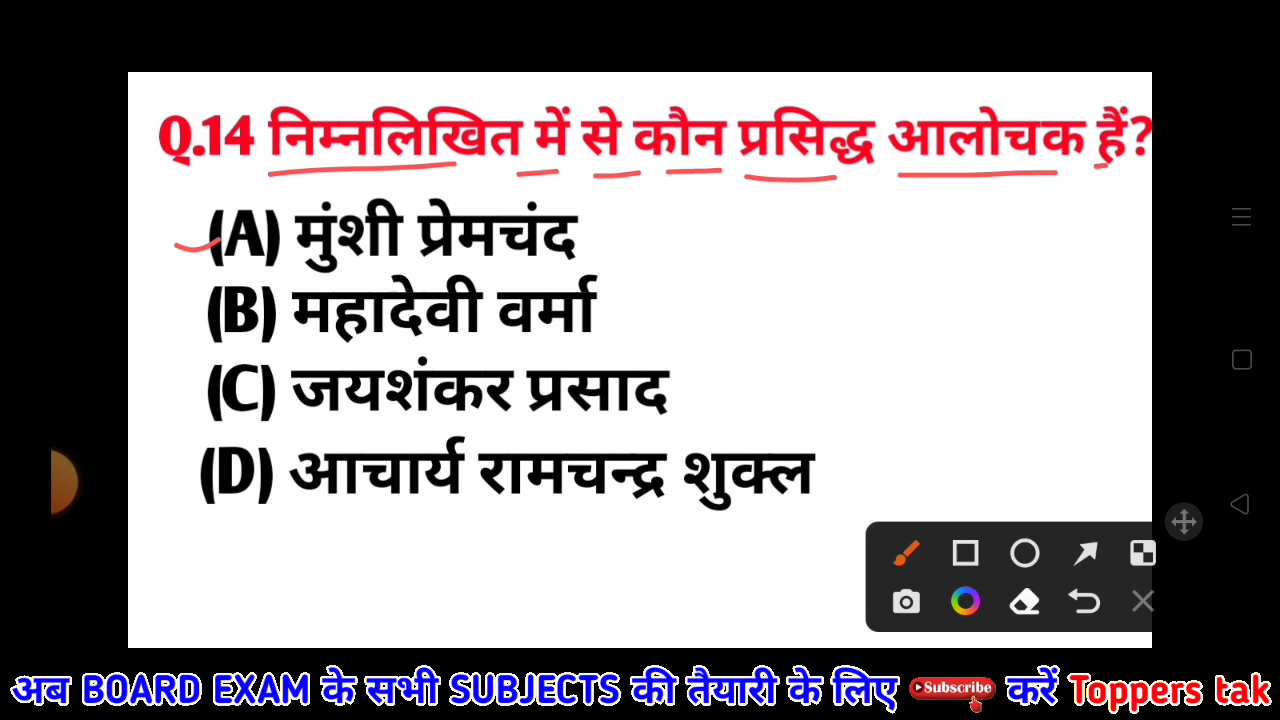 Q.14 निम्नलिखित में से कौन प्रसिद्ध आलोचक हैं?
(A) मुंशी प्रेमचंद
(B) महादेवी वर्मा
(C) जयशंकर प्रसाद
(D) आचार्य रामचन्द्र शुक्ल
अब BOARD EXAM के सभी SUBJECTS की तैयारी के लिए Subscribe करें Toppers tak